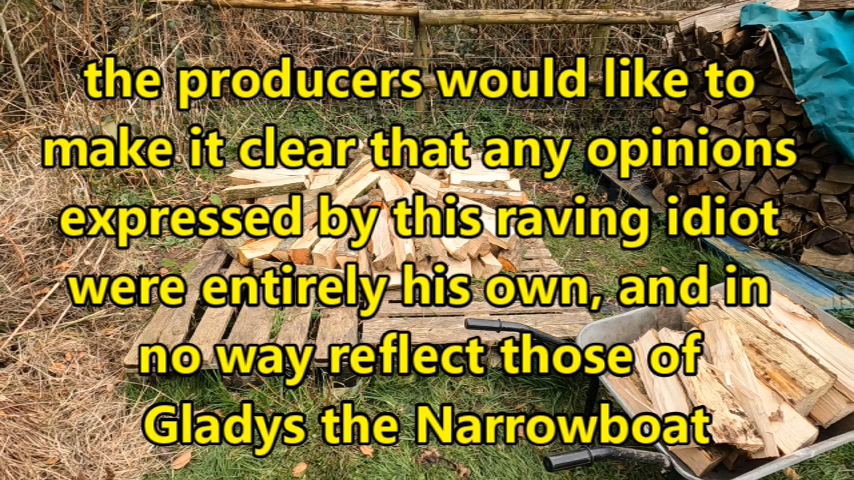 the producers would like to
make it clear that any opinions
expressed by this raving idiot
were entirely his own, and in
no way reflect those of
Gladys the Narrowboat